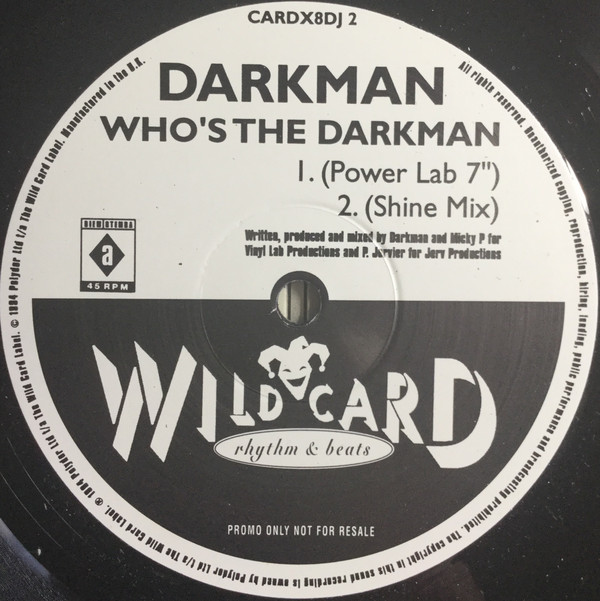 CARDX8DJ 2
DARKMAN
WHO'S THE DARKMAN
1. (Power Lab 7")
2. (Shine Mix)
Written, produced and mixed by Darkman and Micky P for
Vinyl Lab Productions and P. Jervier for Jerv Productions
BIEM STEMRA
a
45 RPM
WILD CARD
rhythm & beats
PROMO ONLY NOT FOR RESALE
℗ 1994 Polydor Ltd t/a The Wild Card Label. © 1994 Polydor Ltd t/a The Wild Card Label. Manufactured in the U.K.
All rights reserved. Unauthorized copying, reproduction, hiring, lending, public performance and broadcasting prohibited. The copyright in this sound recording is owned by Polydor Ltd t/a The Wild Card Label.